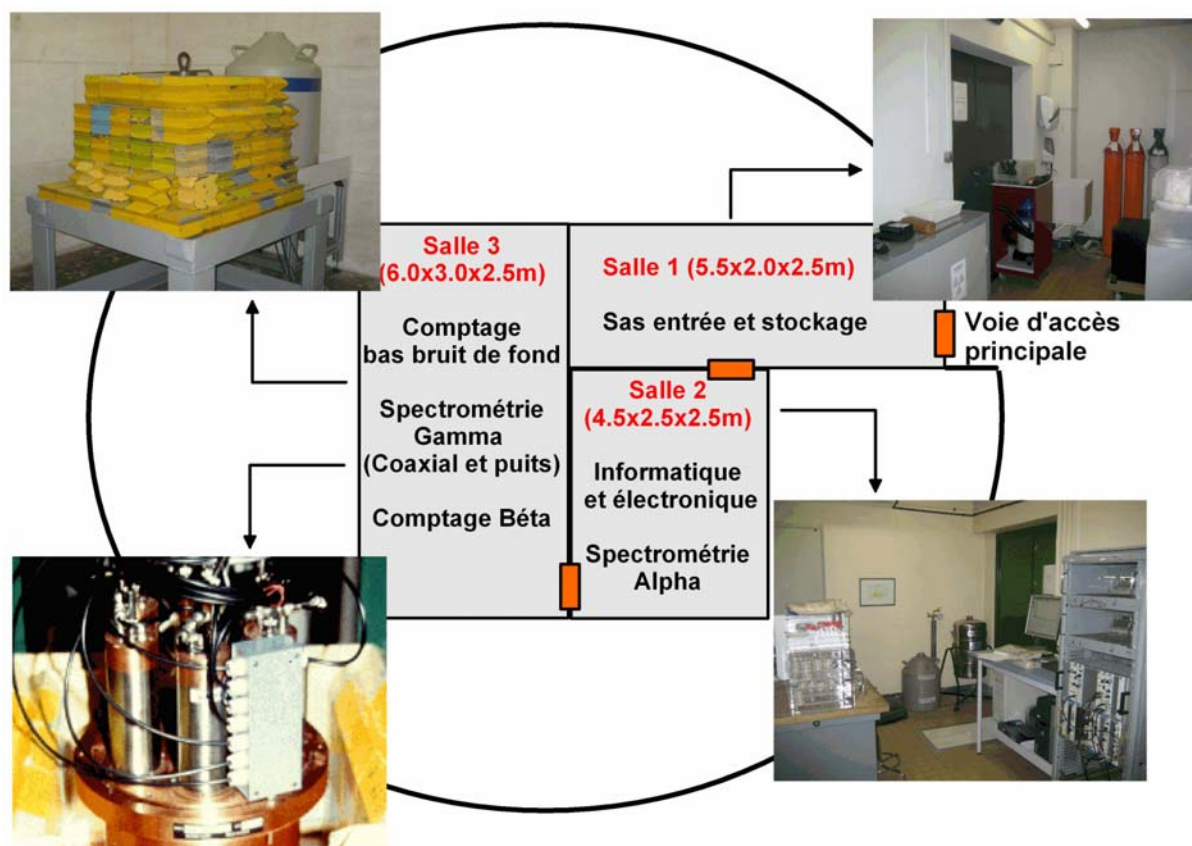 Salle 3
(6.0x3.0x2.5m)
Comptage
bas bruit de fond
Spectrométrie
Gamma
(Coaxial et puits)
Comptage Béta
Salle 1 (5.5x2.0x2.5m)
Sas entrée et stockage
Voie d'accès
principale
Salle 2
(4.5x2.5x2.5m)
Informatique
et électronique
Spectrométrie
Alpha